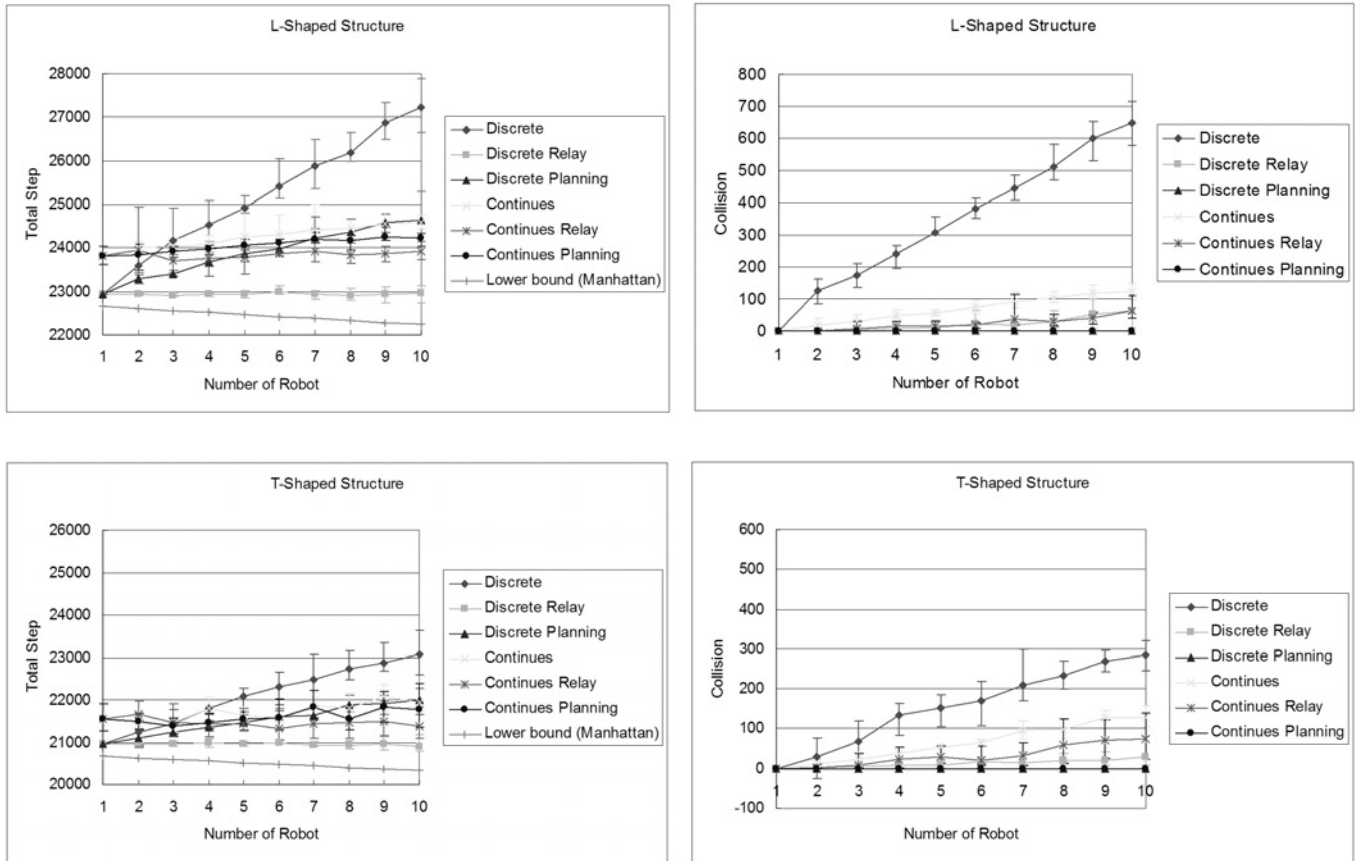 L-Shaped Structure
28000
27000
26000
25000
24000
23000
22000
Total Step
1 2 3 4 5 6 7 8 9 10
Number of Robot
Discrete
Discrete Relay
Discrete Planning
Continues
Continues Relay
Continues Planning
Lower bound (Manhattan)
L-Shaped Structure
800
700
600
500
400
300
200
100
0
Collision
1 2 3 4 5 6 7 8 9 10
Number of Robot
Discrete
Discrete Relay
Discrete Planning
Continues
Continues Relay
Continues Planning
T-Shaped Structure
26000
25000
24000
23000
22000
21000
20000
Total Step
1 2 3 4 5 6 7 8 9 10
Number of Robot
Discrete
Discrete Relay
Discrete Planning
Continues
Continues Relay
Continues Planning
Lower bound (Manhattan)
T-Shaped Structure
600
500
400
300
200
100
0
-100
Collision
1 2 3 4 5 6 7 8 9 10
Number of Robot
Discrete
Discrete Relay
Discrete Planning
Continues
Continues Relay
Continues Planning